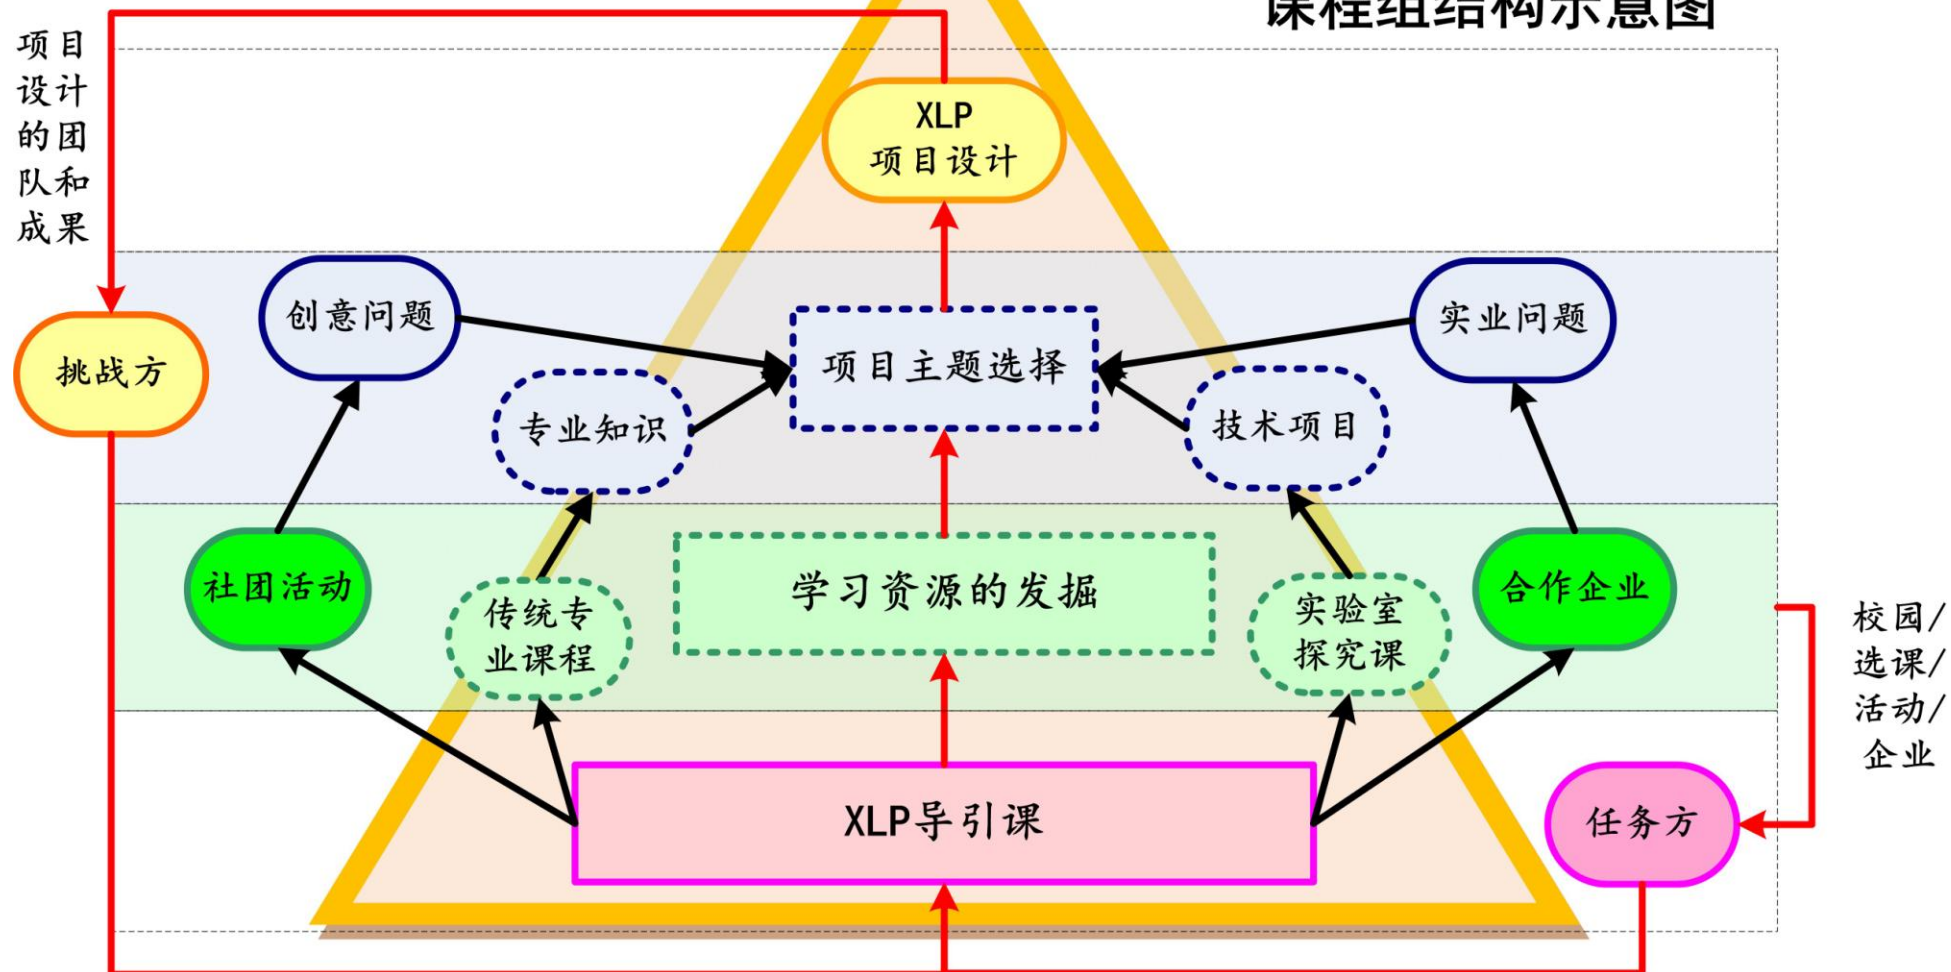 课程组结构示意图
项目
设计
的团
队和
成果
XLP
项目设计
创意问题
实业问题
挑战方
项目主题选择
专业知识
技术项目
社团活动
传统专
业课程
学习资源的发掘
实验室
探究课
合作企业
校园/
选课/
活动/
企业
XLP导引课
任务方